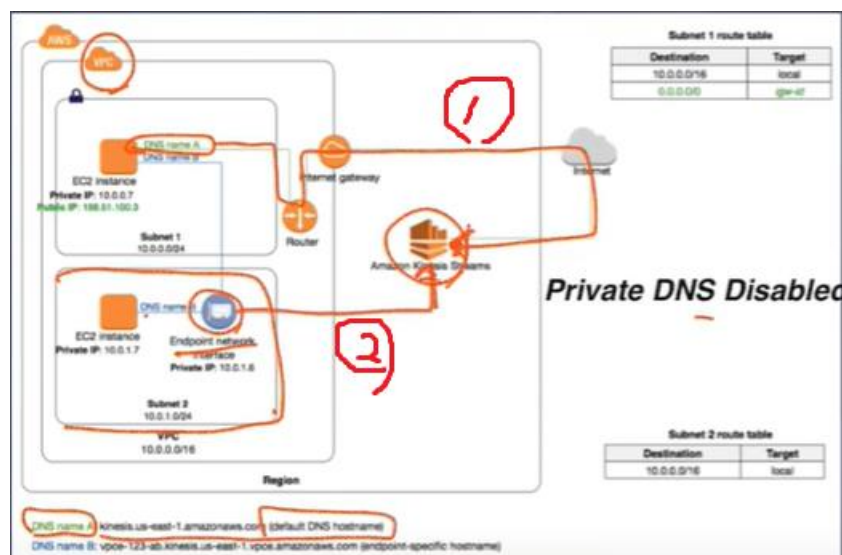 AWS
VPC
Subnet 1 route table
Destination Target
10.0.0.0/16 local
0.0.0.0/0 igw-id
1
DNS name A
DNS name B
EC2 instance
Private IP: 10.0.0.7
Public IP: 198.51.100.3
Internet gateway
Internet
Subnet 1
10.0.0.0/24
Router
Amazon Kinesis Streams
Private DNS Disabled
DNS name
EC2 instance
Private IP: 10.0.1.7
Endpoint network
interface
Private IP: 10.0.1.6
2
Subnet 2
10.0.1.0/24
VPC
10.0.0.0/16
Region
Subnet 2 route table
Destination Target
10.0.0.0/16 local
DNS name A: kinesis.us-east-1.amazonaws.com (default DNS hostname)
DNS name B: vpce-123-ab.kinesis.us-east-1.vpce.amazonaws.com (endpoint-specific hostname)